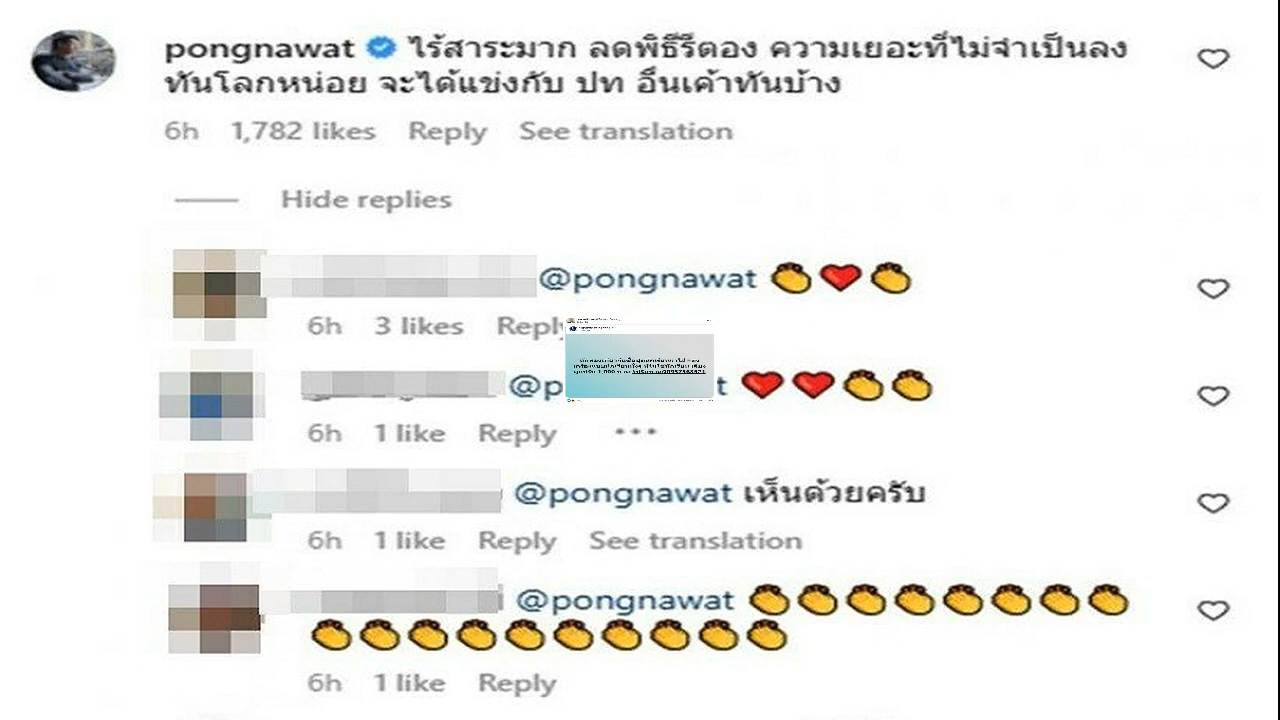 pongnawat ไร้สาระมาก ลดพิธีรีตอง ความเยอะที่ไม่จำเป็นลง
ทันโลกหน่อย จะได้แข่งกับ ปท อื่นเค้าทันบ้าง
6h 1,782 likes Reply See translation
Hide replies
@pongnawat 👏❤️👏
6h 3 likes Reply
❤️❤️👏👏
6h 1 like Reply ...
@pongnawat เห็นด้วยครับ
6h 1 like Reply See translation
@pongnawat 👏👏👏👏👏👏👏👏
👏👏👏👏👏👏👏👏👏👏
6h 1 like Reply